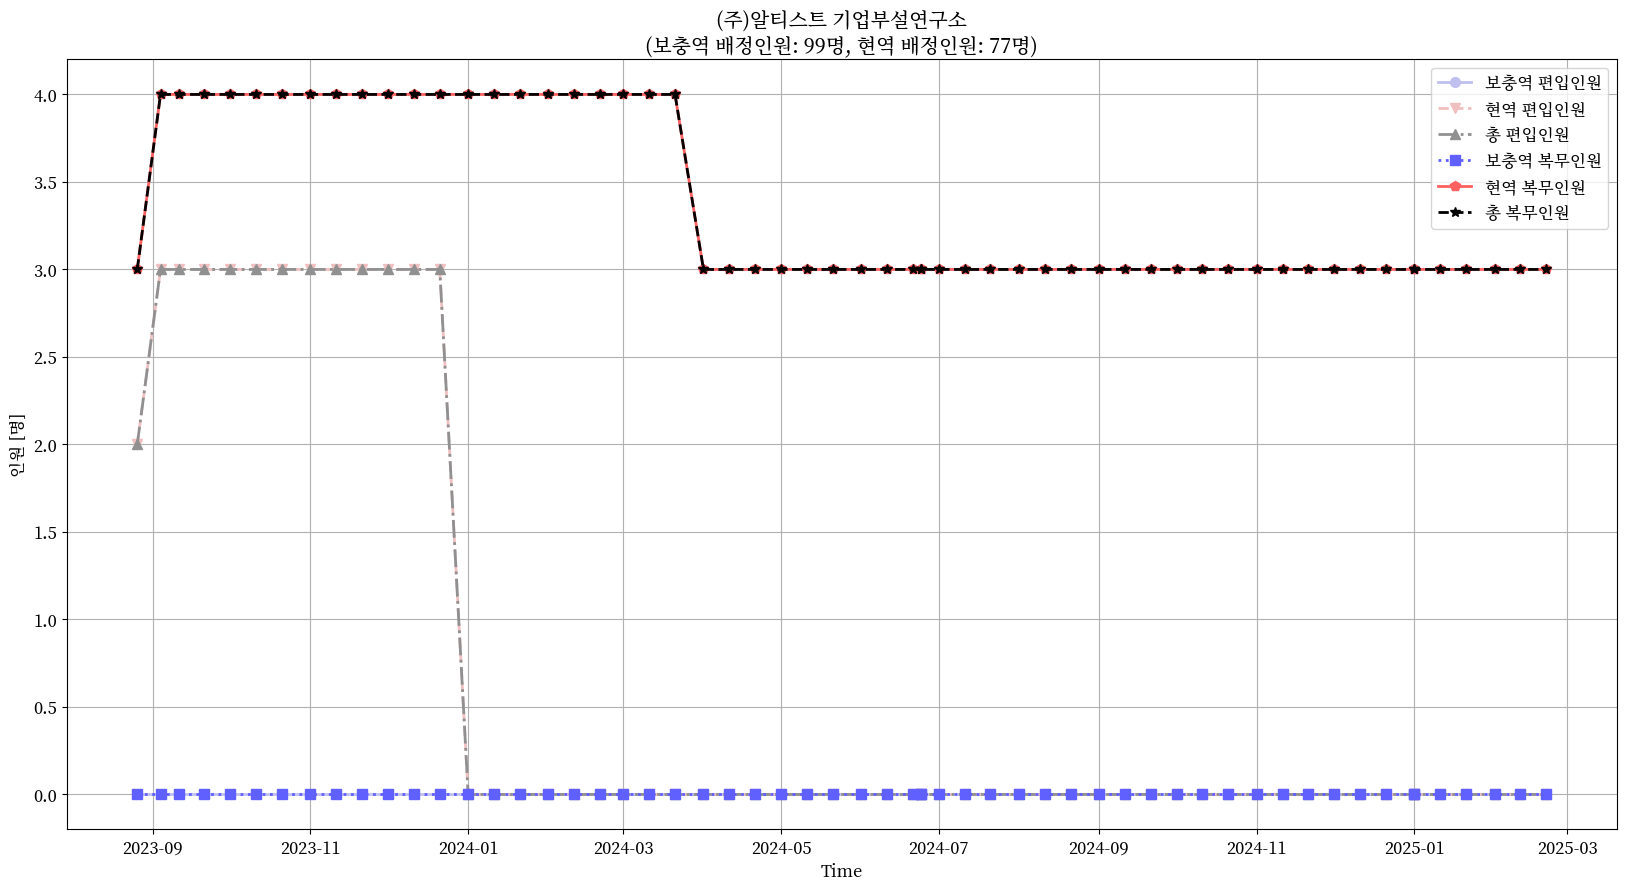 (주)알티스트 기업부설연구소
(보충역 배정인원: 99명, 현역 배정인원: 77명)
보충역 편입인원
현역 편입인원
총 편입인원
보충역 복무인원
현역 복무인원
총 복무인원
4.0
3.5
3.0
2.5
2.0
1.5
1.0
0.5
0.0
인원 [명]
2023-09 2023-11 2024-01 2024-03 2024-05 2024-07 2024-09 2024-11 2025-01 2025-03
Time